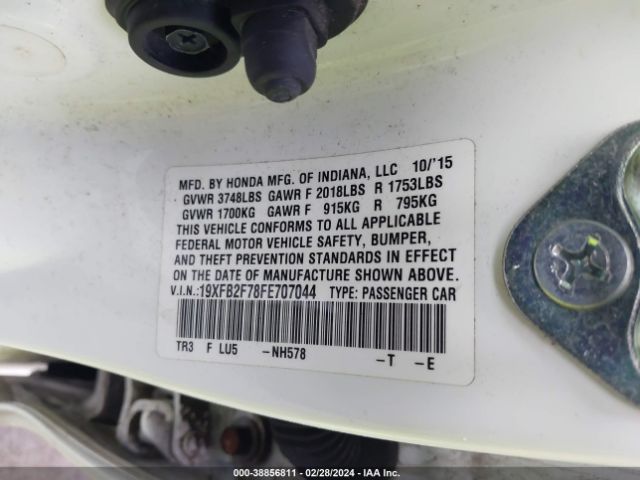 MFD. BY HONDA MFG. OF INDIANA, LLC 10/'15
GVWR 3748LBS GAWR F 2018LBS R 1753LBS
GVWR 1700KG GAWR F 915KG R 795KG
THIS VEHICLE CONFORMS TO ALL APPLICABLE
FEDERAL MOTOR VEHICLE SAFETY, BUMPER,
AND THEFT PREVENTION STANDARDS IN EFFECT
ON THE DATE OF MANUFACTURE SHOWN ABOVE.
V.I.N.:19XFB2F78FE707044 TYPE: PASSENGER CAR
TR3 F LU5 -NH578 -T -E
000-38856811 - 02/28/2024 - IAA Inc.